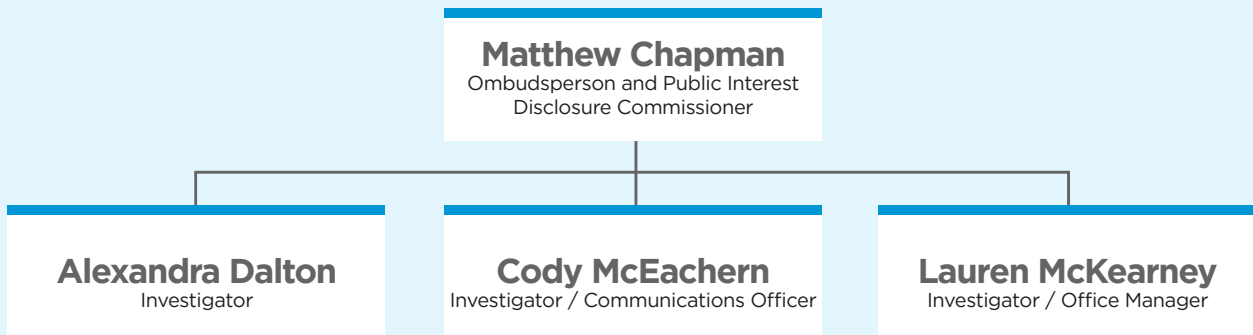 Matthew Chapman
Ombudsperson and Public Interest
Disclosure Commissioner
Alexandra Dalton
Investigator
Cody McEachern
Investigator / Communications Officer
Lauren McKearney
Investigator / Office Manager